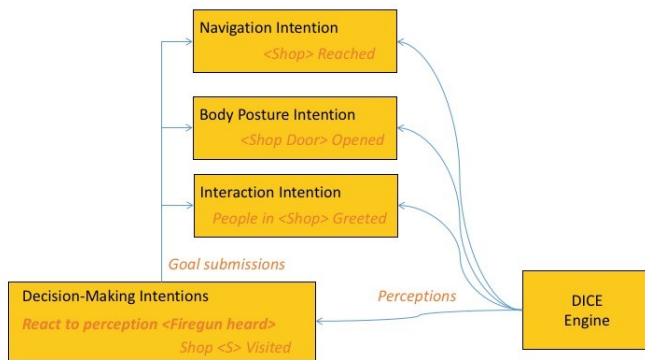 Navigation Intention
<Shop> Reached
Body Posture Intention
<Shop Door> Opened
Interaction Intention
People in <Shop> Greeted
Goal submissions
Perceptions
Decision-Making Intentions
React to perception <Firegun heard>
Shop <S> Visited
DICE
Engine